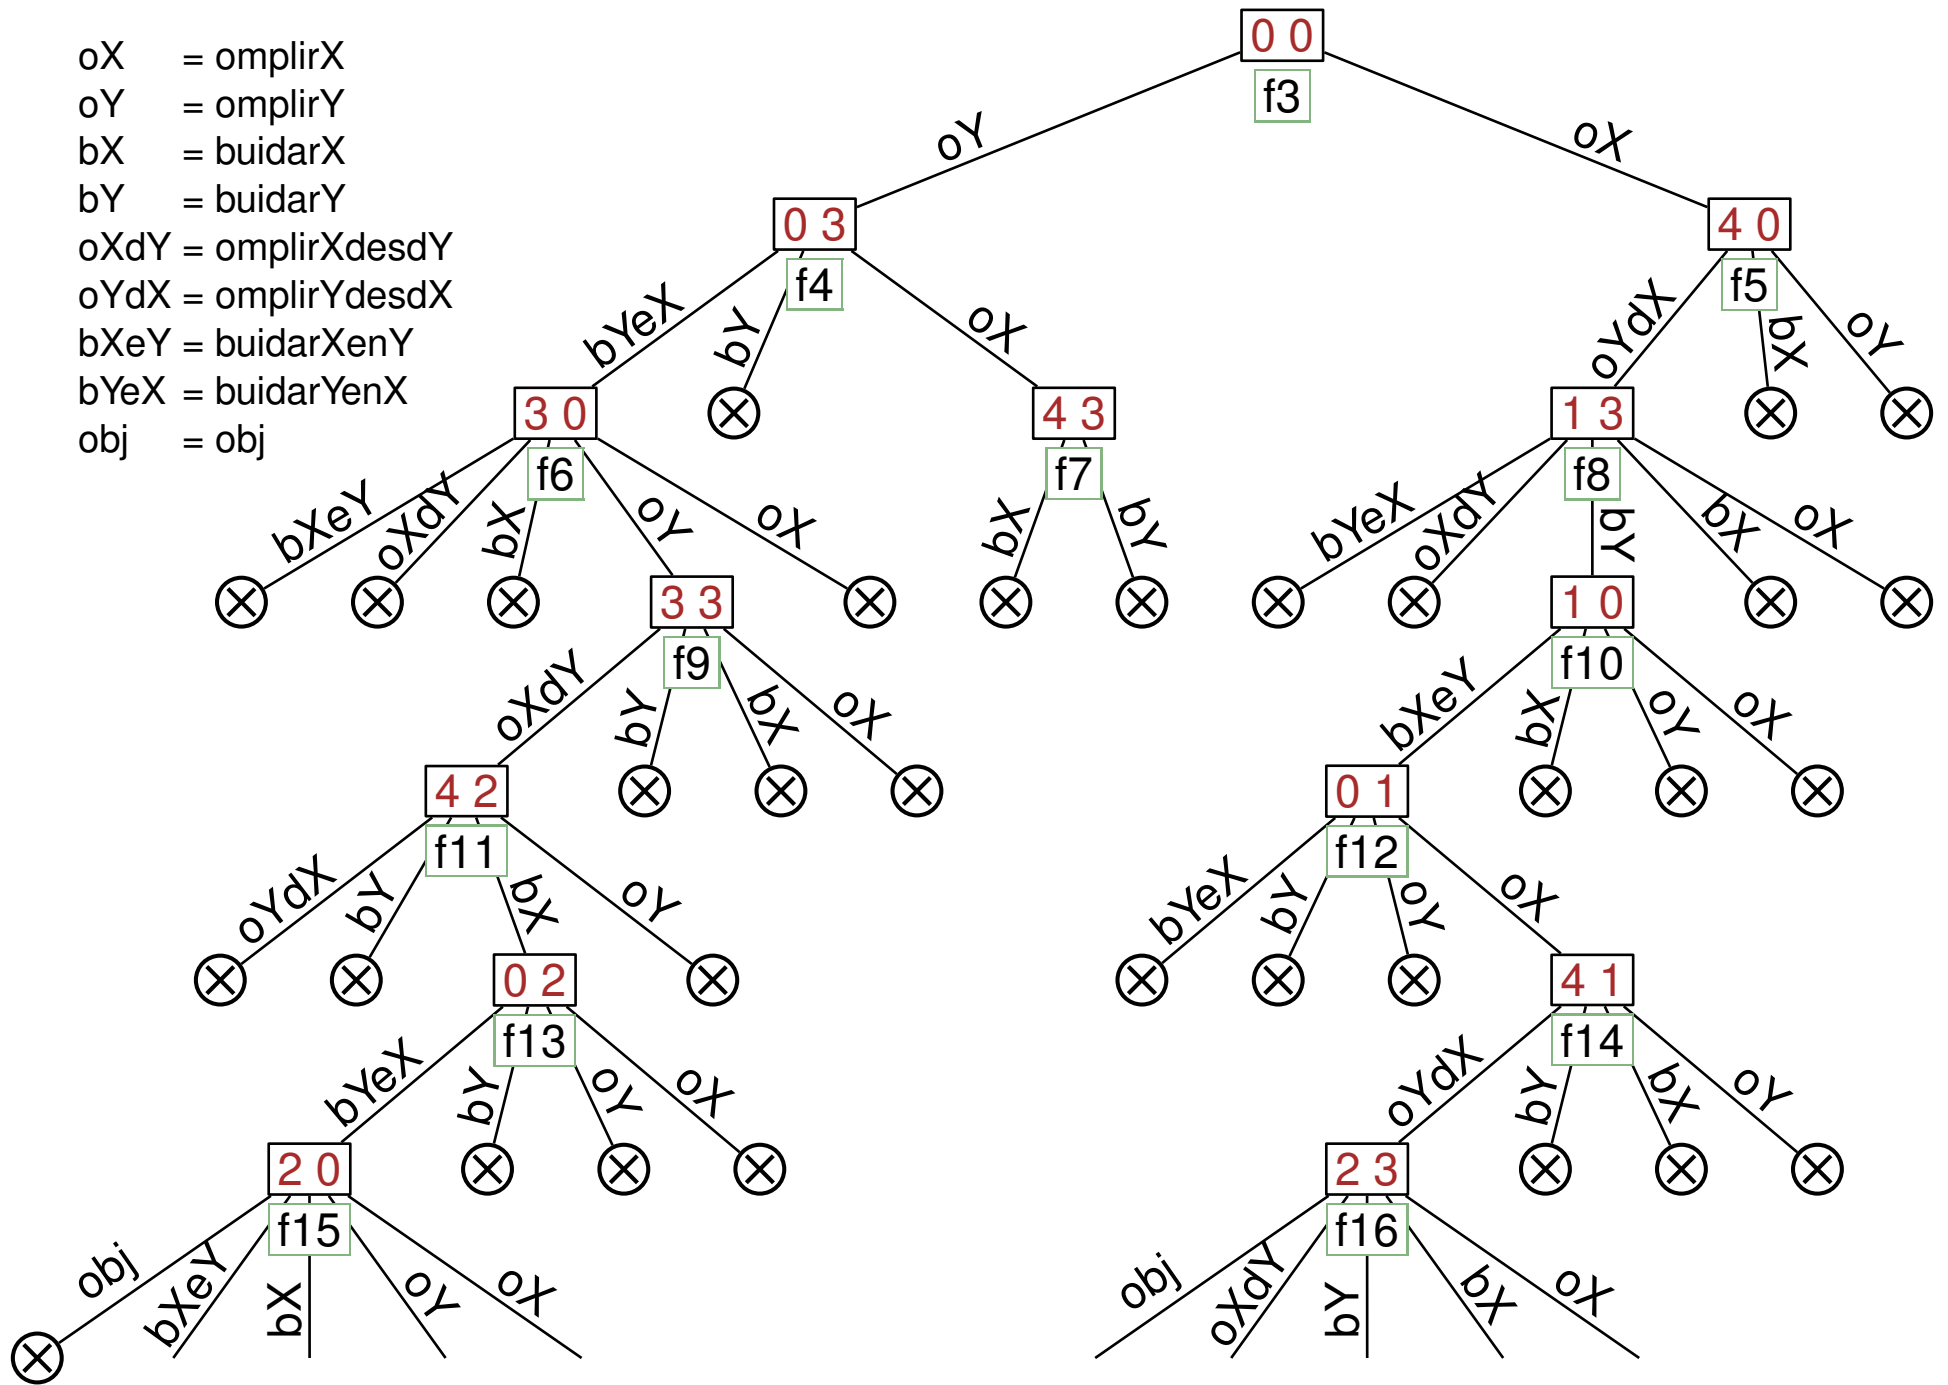 oX = omplirX
oY = omplirY
bX = buidarX
bY = buidarY
oXdY = omplirXdesdY
oYdX = omplirYdesdX
bXeY = buidarXenY
bYeX = buidarYenX
obj = obj
0 0
f3
oY oX
0 3 4 0
f4 f5
bYeX bY oX oYdX bX oY
3 0 4 3 1 3
f6 f7 f8
bXeY oXdY bX oY oX bX bY bYeX oXdY bY bX oX
3 3 1 0
f9 f10
oXdY bY bX oX bXeY bX oY oX
4 2 0 1
f11 f12
oYdX bY bX oY bYeX bY oY oX
0 2 4 1
f13 f14
bYeX bY oY oX oYdX bY bX oY
2 0 2 3
f15 f16
obj bXeY bX oY oX obj oXdY bY bX oX